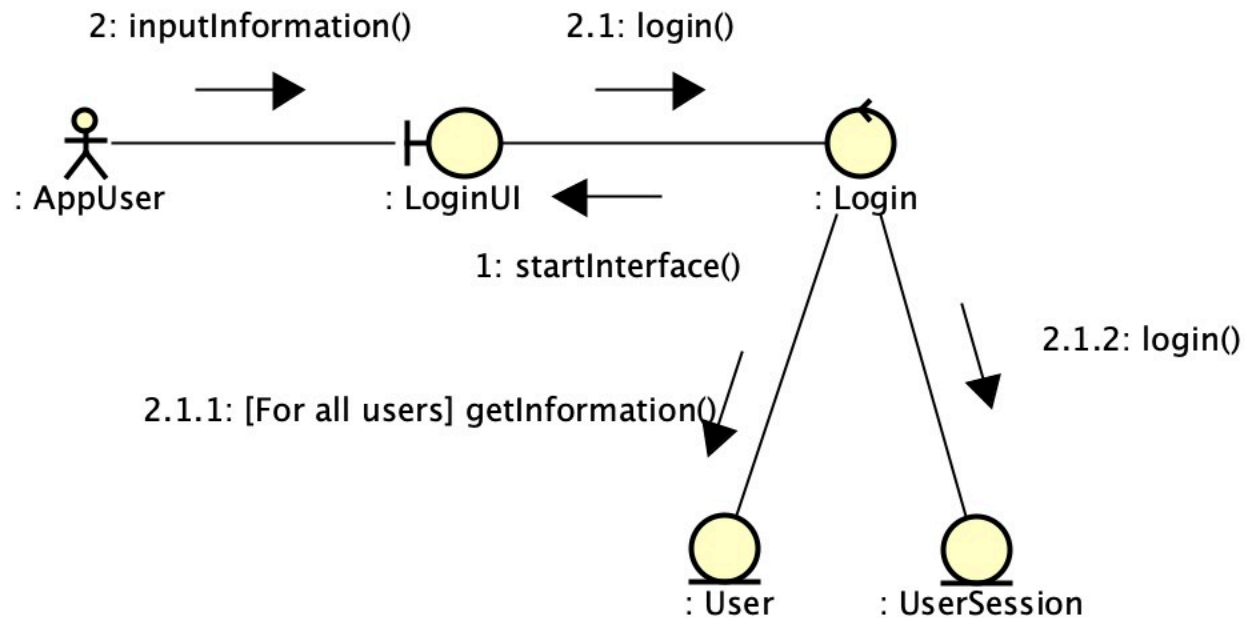 2: inputInformation()
2.1: login()
: AppUser
: LoginUI
: Login
1: startInterface()
2.1.2: login()
2.1.1: [For all users] getInformation()
: User
: UserSession